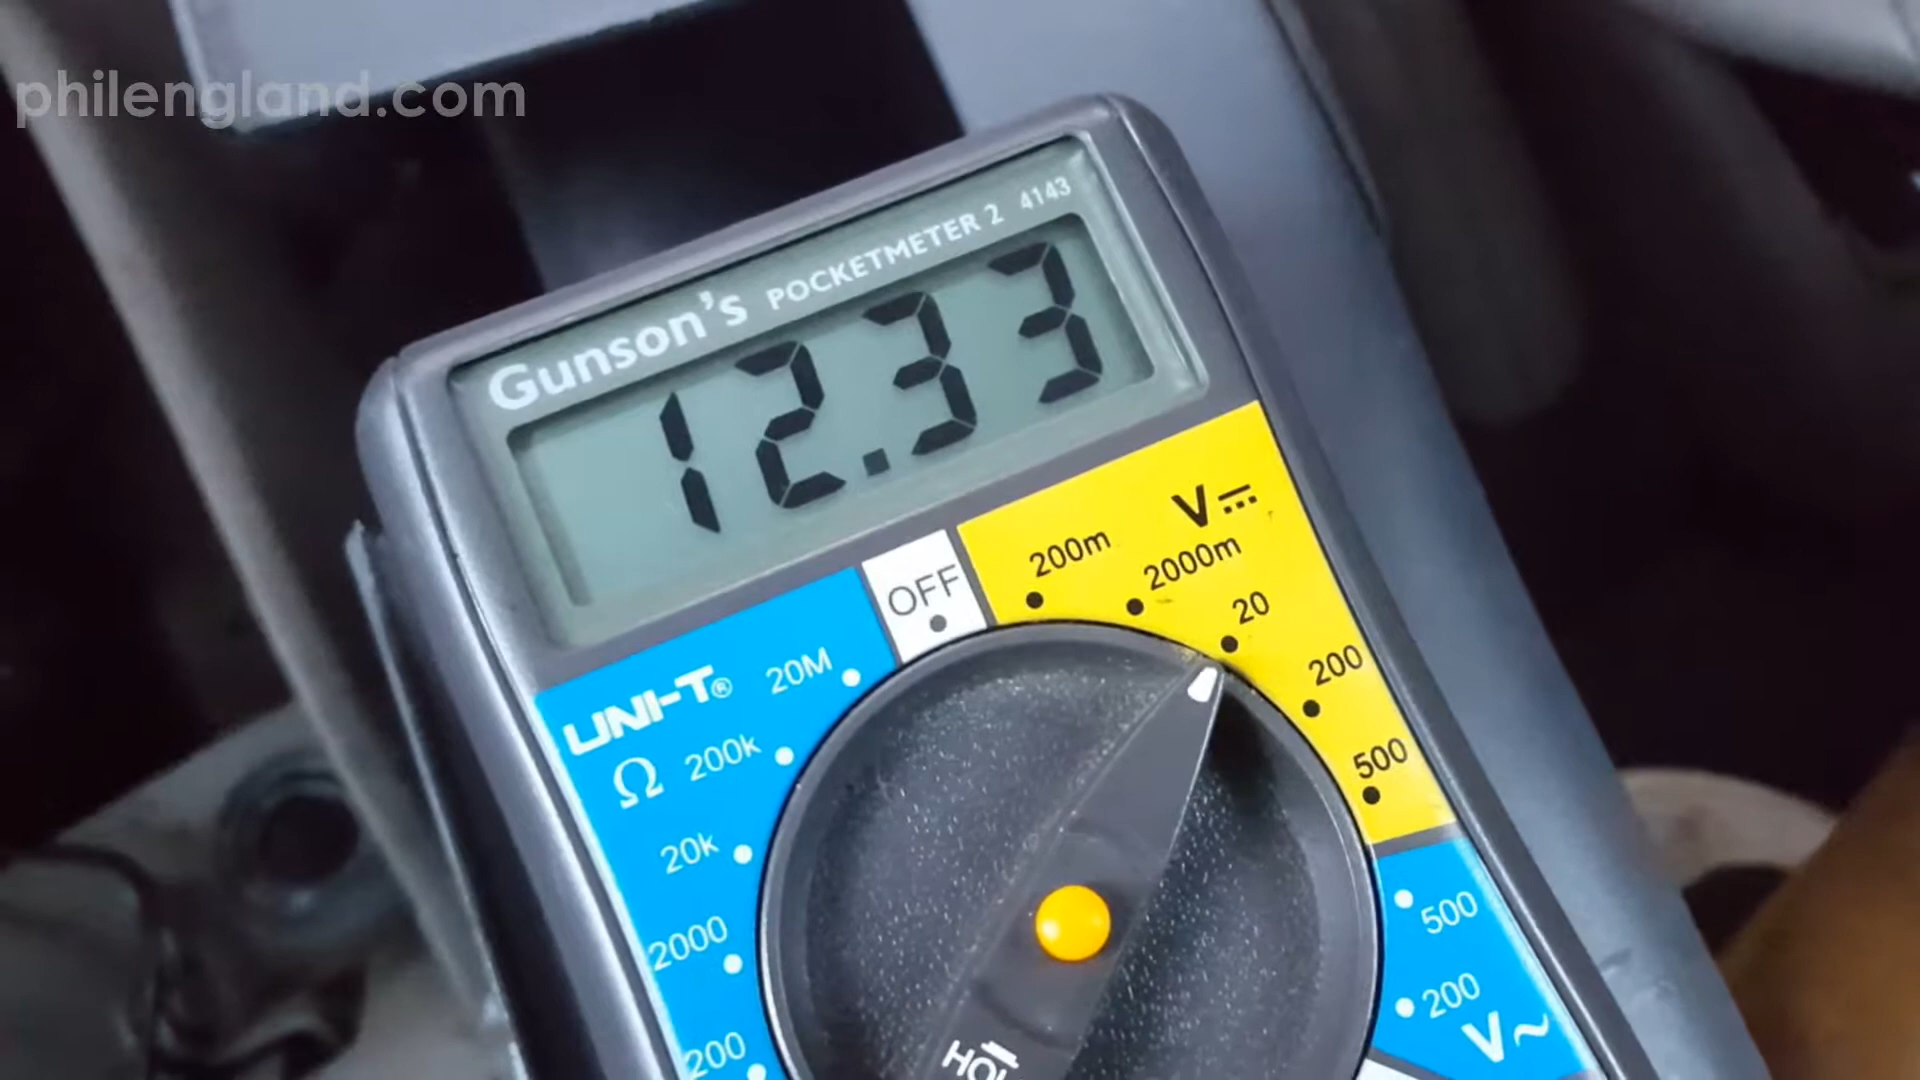 philengland.com
Gunson's POCKETMETER 2 4143
12.33
V⎓
OFF
200m
2000m
20
200
500
UNI-T®
20M
Ω 200k
20k
2000
200
500
200
V~